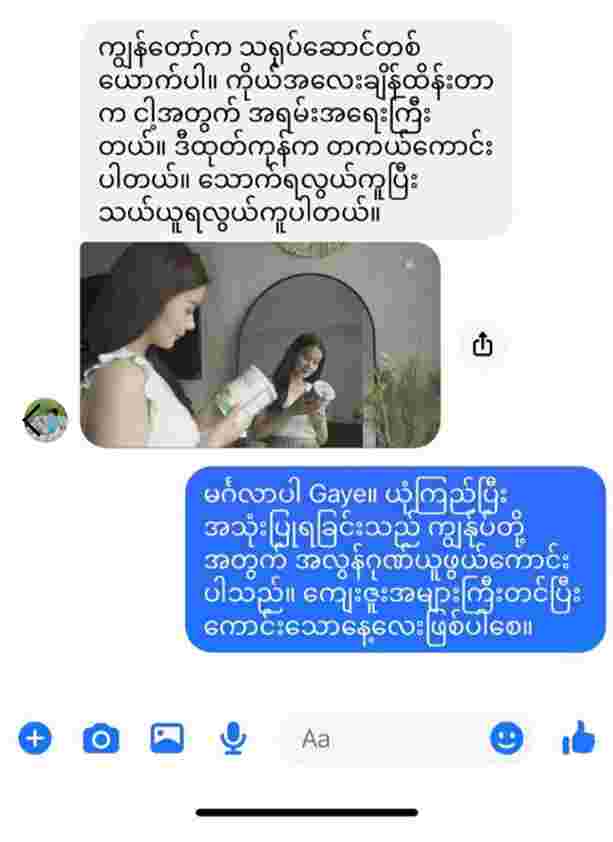 ကျွန်တော်က သရုပ်ဆောင်တစ်
ယောက်ပါ။ ကိုယ်အလေးချိန်ထိန်းတာ
က ငါ့အတွက် အရမ်းအရေးကြီး
တယ်။ ဒီထုတ်ကုန်က တကယ်ကောင်း
ပါတယ်။ သောက်ရလွယ်ကူပြီး
သယ်ယူရလွယ်ကူပါတယ်။
မင်္ဂလာပါ Gaye။ ယုံကြည်ပြီး
အသုံးပြုရခြင်းသည် ကျွန်ုပ်တို့
အတွက် အလွန်ဂုဏ်ယူဖွယ်ကောင်း
ပါသည်။ ကျေးဇူးအများကြီးတင်ပြီး
ကောင်းသောနေ့လေးဖြစ်ပါစေ။
Aa